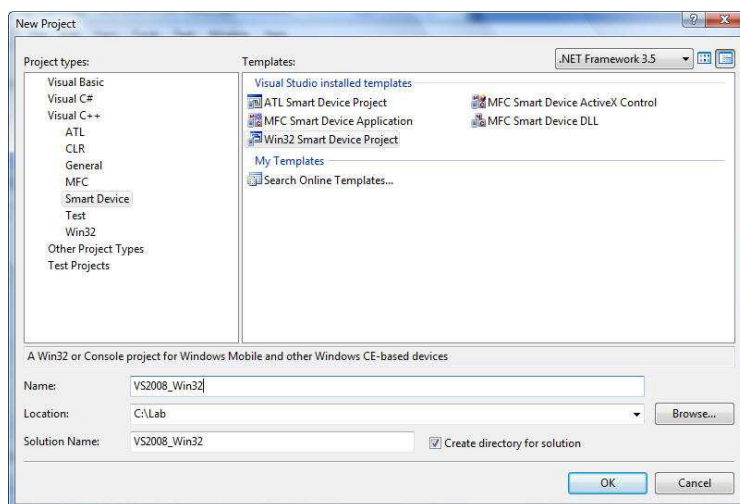 New Project
Project types:
Templates:
.NET Framework 3.5
Visual Basic
Visual C#
Visual C++
ATL
CLR
General
MFC
Smart Device
Test
Win32
Other Project Types
Test Projects
Visual Studio installed templates
ATL Smart Device Project
MFC Smart Device ActiveX Control
MFC Smart Device Application
MFC Smart Device DLL
Win32 Smart Device Project
My Templates
Search Online Templates...
A Win32 or Console project for Windows Mobile and other Windows CE-based devices
Name:
VS2008_Win32
Location:
C:\Lab
Browse...
Solution Name:
VS2008_Win32
Create directory for solution
OK
Cancel